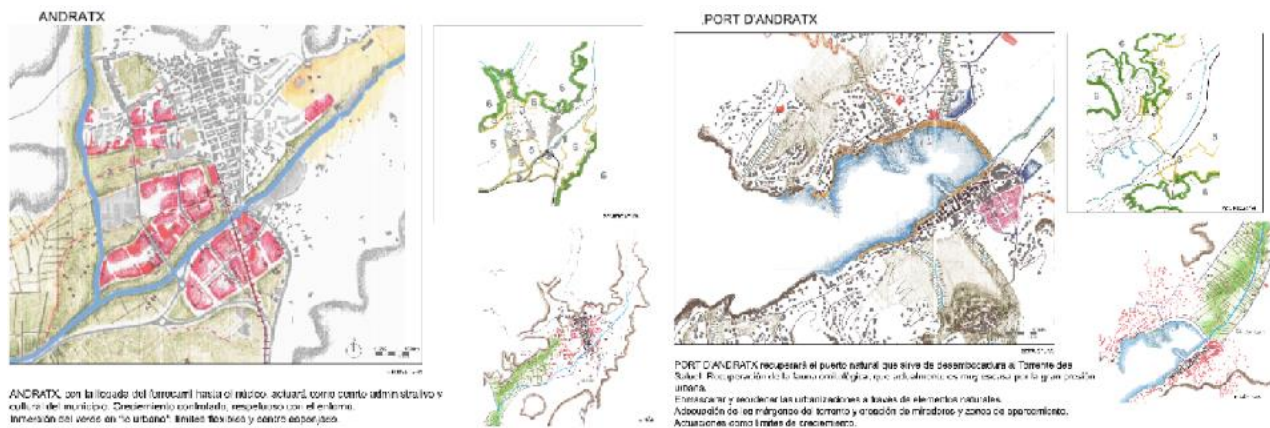 ANDRATX
PORT D'ANDRATX
ANDRATX, con la llegada del ferrocarril hasta el núcleo, actuará como centro administrativo y
cultural del municipio. Crecimiento controlado, respetuoso con el entorno.
Inmersión del verde en "lo urbano": límites flexibles y centro esponjado.
PORT D'ANDRATX recuperará el puerto natural que sirve de desembocadura al Torrente des
Saluet. Recuperación de la fauna ornitológica, que actualmente es muy escasa por la gran presión
urbana.
Enmascarar y reordenar las urbanizaciones a través de elementos naturales.
Adecuación de los márgenes del torrente y creación de miradores y zonas de aparcamiento.
Actuaciones como límites de crecimiento.